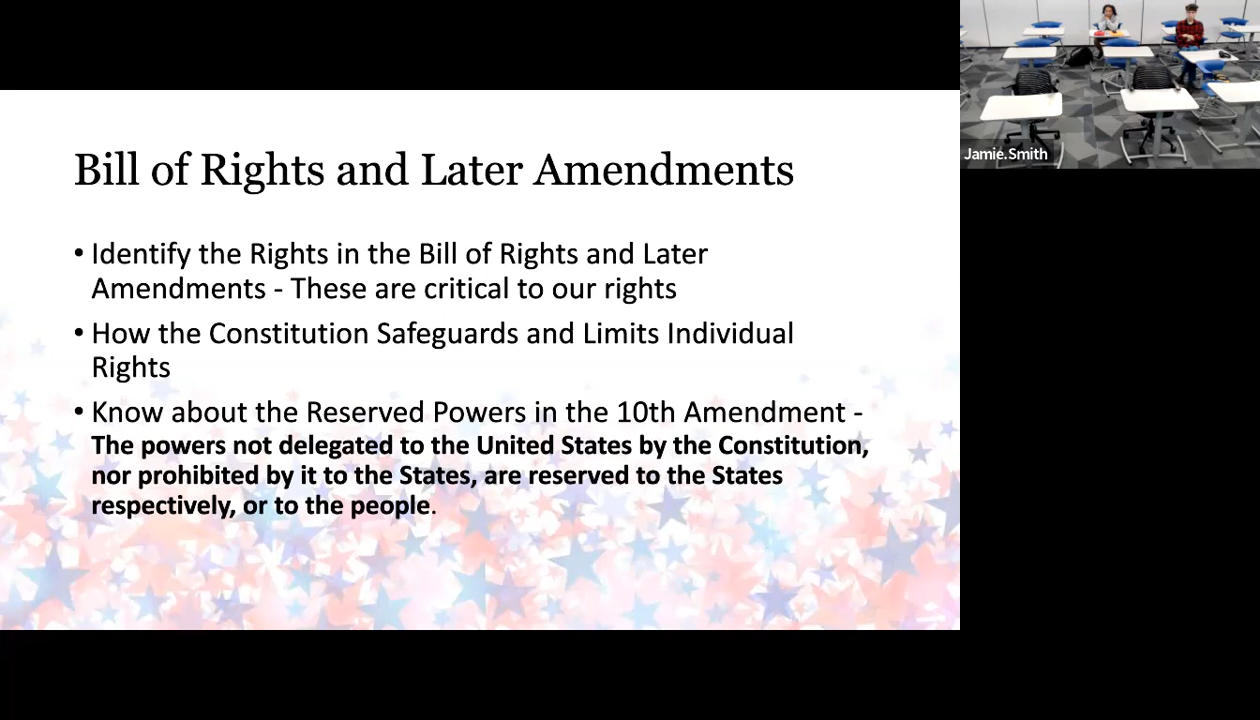 Bill of Rights and Later Amendments
• Identify the Rights in the Bill of Rights and Later
Amendments - These are critical to our rights
• How the Constitution Safeguards and Limits Individual
Rights
• Know about the Reserved Powers in the 10th Amendment -
The powers not delegated to the United States by the Constitution,
nor prohibited by it to the States, are reserved to the States
respectively, or to the people.
Jamie.Smith